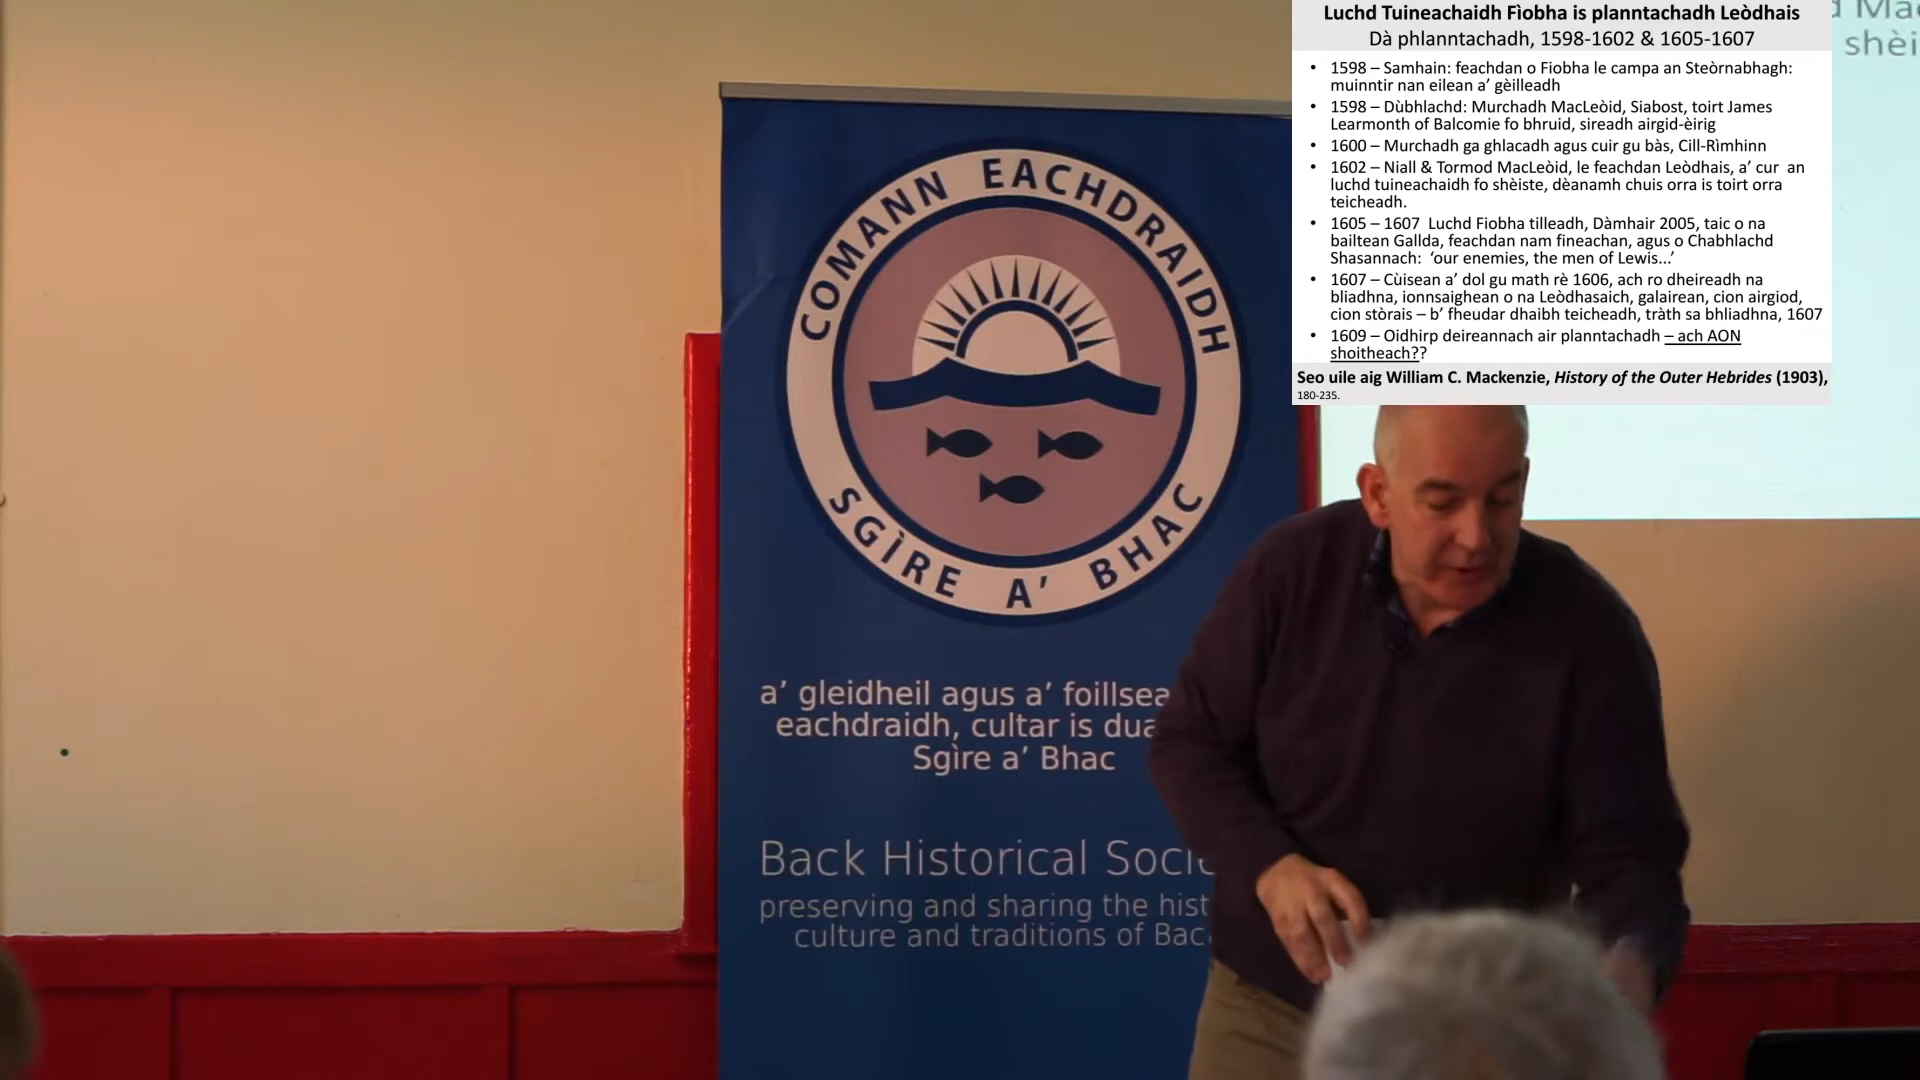 Luchd Tuineachaidh Fìobha is planntachadh Leòdhais
Dà phlanntachadh, 1598-1602 & 1605-1607
• 1598 – Samhain: feachdan o Fiobha le campa an Steòrnabhagh:
muinntir nan eilean a’ gèilleadh
• 1598 – Dùbhlachd: Murchadh MacLeòid, Siabost, toirt James
Learmonth of Balcomie fo bhruid, sireadh airgid-èirig
• 1600 – Murchadh ga ghlacadh agus cuir gu bàs, Cill-Rìmhinn
• 1602 – Niall & Tormod MacLeòid, le feachdan Leòdhais, a’ cur an
luchd tuineachaidh fo shèiste, dèanamh chuis orra is toirt orra
teicheadh.
• 1605 – 1607 Luchd Fiobha tilleadh, Dàmhair 2005, taic o na
bailtean Gallda, feachdan nam fineachan, agus o Chabhlachd
Shasannach: ‘our enemies, the men of Lewis...’
• 1607 – Cùisean a’ dol gu math rè 1606, ach ro dheireadh na
bliadhna, ionnsaighean o na Leòdhasaich, galairean, cion airgiod,
cion stòrais – b’ fheudar dhaibh teicheadh, tràth sa bhliadhna, 1607
• 1609 – Oidhirp deireannach air planntachadh – ach AON
shoitheach??
Seo uile aig William C. Mackenzie, History of the Outer Hebrides (1903),
180-235.
COMANN EACHDRAIDH
SGÌRE A’ BHAC
a’ gleidheil agus a’ foillsea
eachdraidh, cultar is dua
Sgìre a’ Bhac
Back Historical Socie
preserving and sharing the hist
culture and traditions of Bac